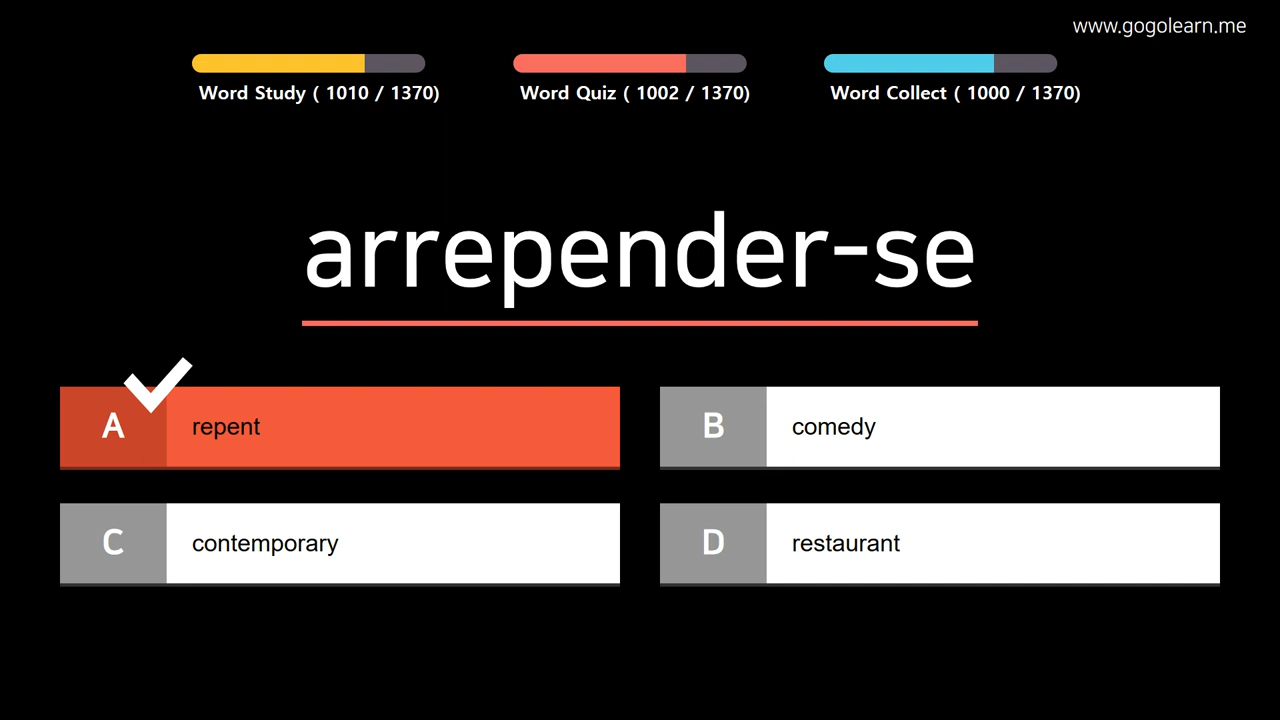 www.gogolearn.me
Word Study ( 1010 / 1370)
Word Quiz ( 1002 / 1370)
Word Collect ( 1000 / 1370)
arrepender-se
A repent
B comedy
C contemporary
D restaurant